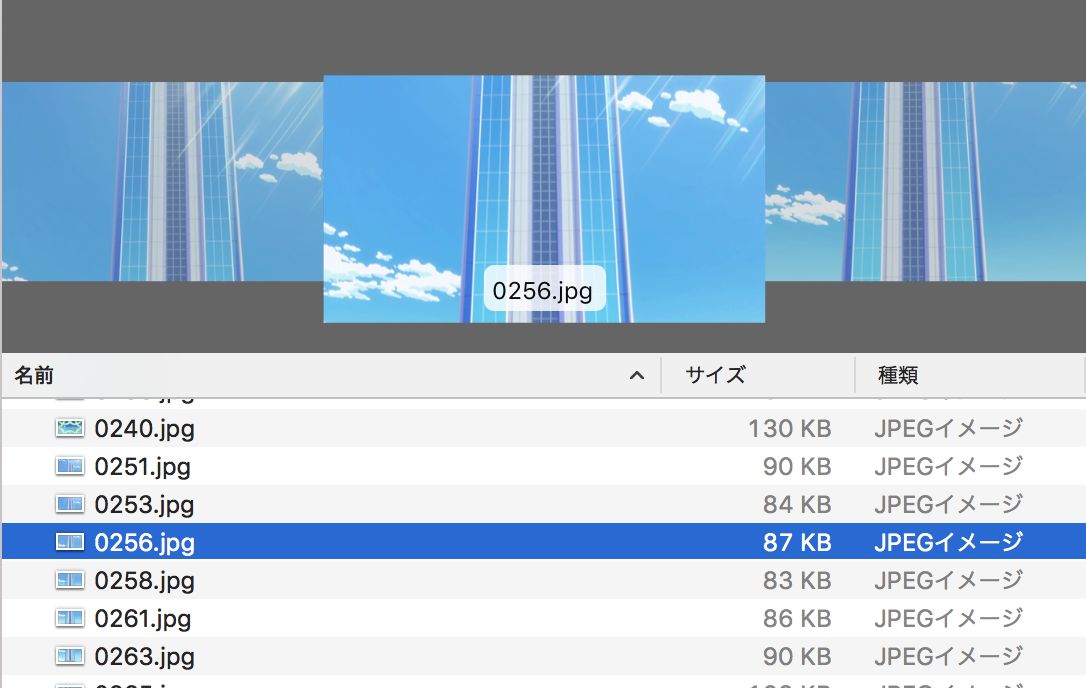 0256.jpg
名前 サイズ 種類
0240.jpg 130 KB JPEGイメージ
0251.jpg 90 KB JPEGイメージ
0253.jpg 84 KB JPEGイメージ
0256.jpg 87 KB JPEGイメージ
0258.jpg 83 KB JPEGイメージ
0261.jpg 86 KB JPEGイメージ
0263.jpg 90 KB JPEGイメージ